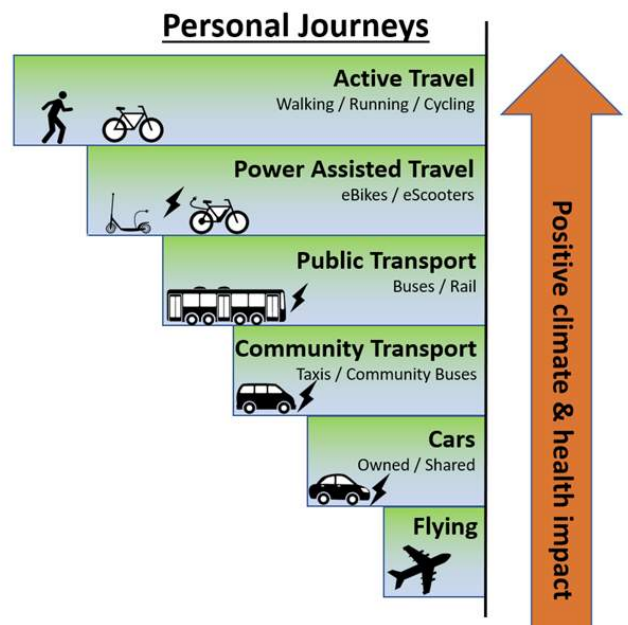 Personal Journeys
Active Travel
Walking / Running / Cycling
Power Assisted Travel
eBikes / eScooters
Public Transport
Buses / Rail
Community Transport
Taxis / Community Buses
Cars
Owned / Shared
Flying
Positive climate & health impact